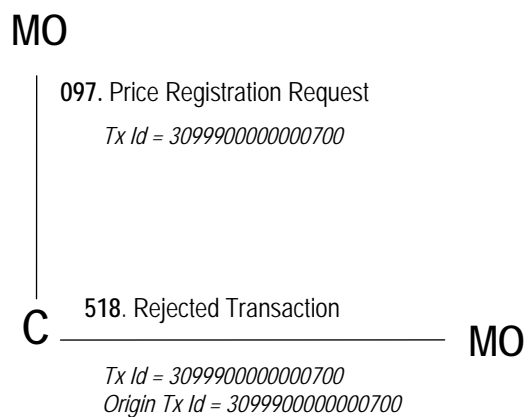 MO
097. Price Registration Request
Tx Id = 3099900000000700
518. Rejected Transaction
C
MO
Tx Id = 3099900000000700
Origin Tx Id = 3099900000000700